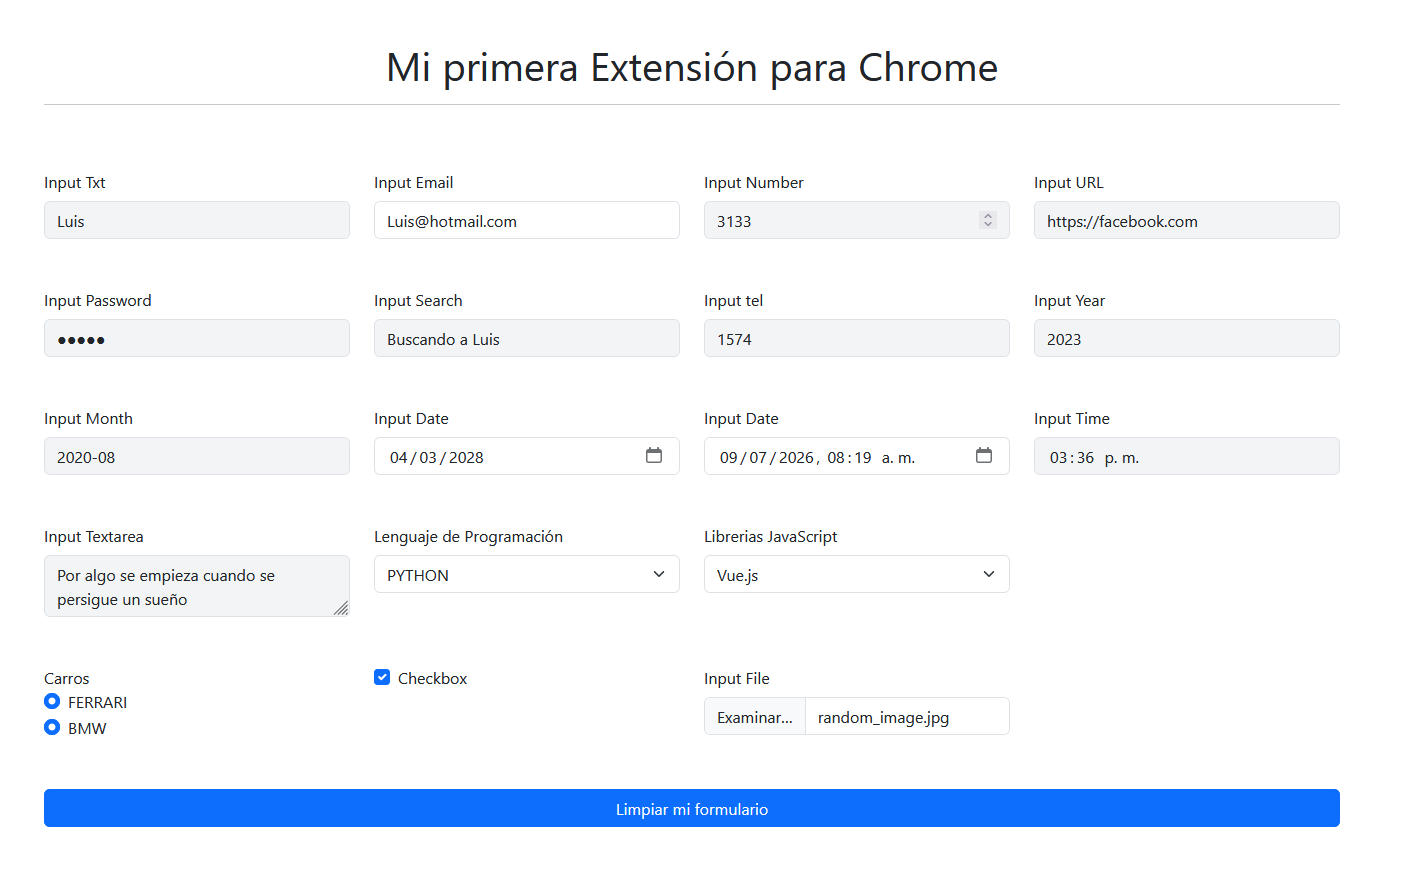 Mi primera Extensión para Chrome
Input Txt
Luis
Input Email
Luis@hotmail.com
Input Number
3133
Input URL
https://facebook.com
Input Password
●●●●●
Input Search
Buscando a Luis
Input tel
1574
Input Year
2023
Input Month
2020-08
Input Date
04/03/2028
Input Date
09/07/2026, 08:19 a. m.
Input Time
03:36 p. m.
Input Textarea
Por algo se empieza cuando se
persigue un sueño
Lenguaje de Programación
PYTHON
Librerias JavaScript
Vue.js
Carros
FERRARI
BMW
Checkbox
Input File
Examinar... random_image.jpg
Limpiar mi formulario